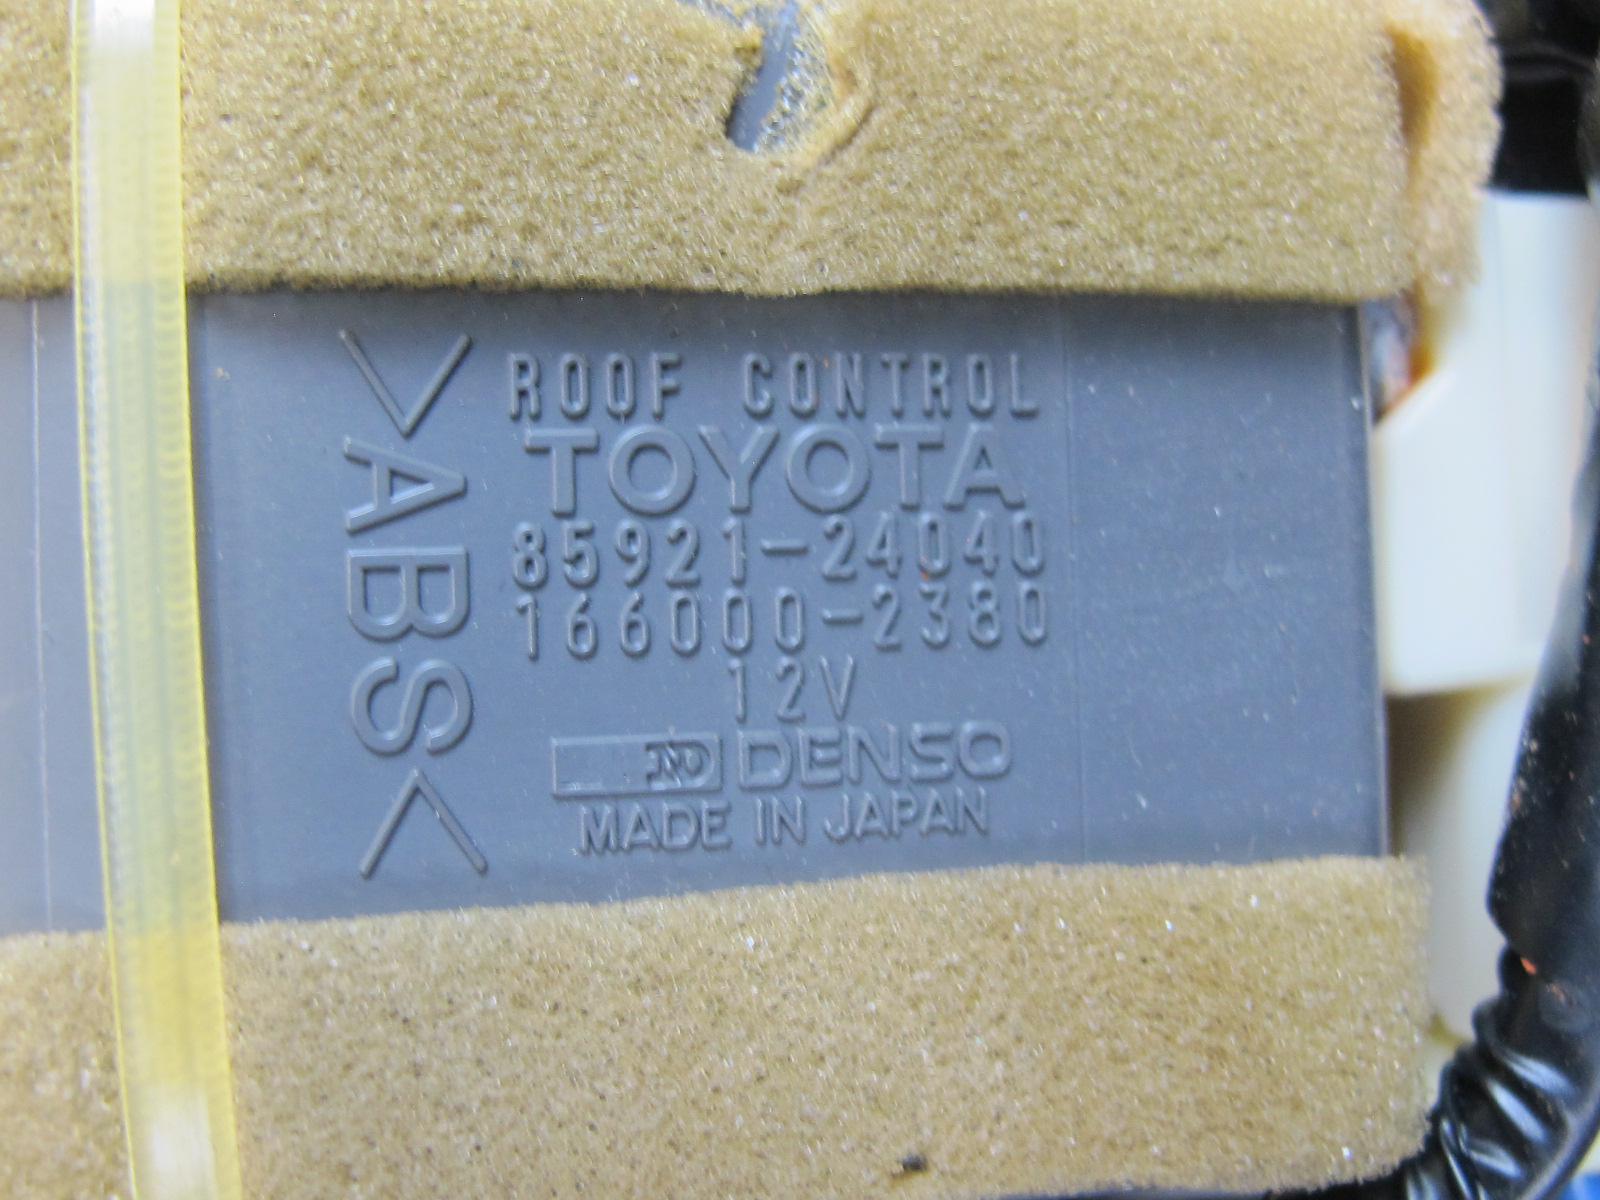 >ABS<
ROOF CONTROL
TOYOTA
85921-24040
166000-2380
12V
DENSO
MADE IN JAPAN